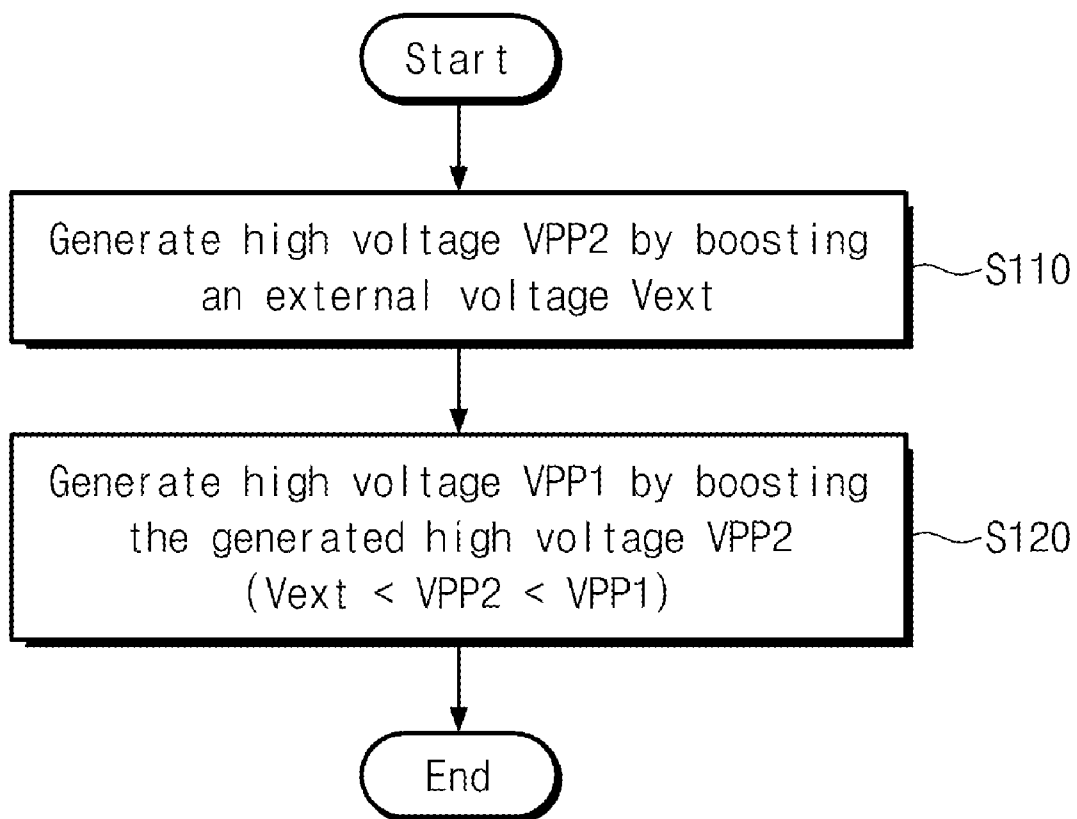 Start
Generate high voltage VPP2 by boosting
an external voltage Vext
S110
Generate high voltage VPP1 by boosting
the generated high voltage VPP2
(Vext < VPP2 < VPP1)
S120
End